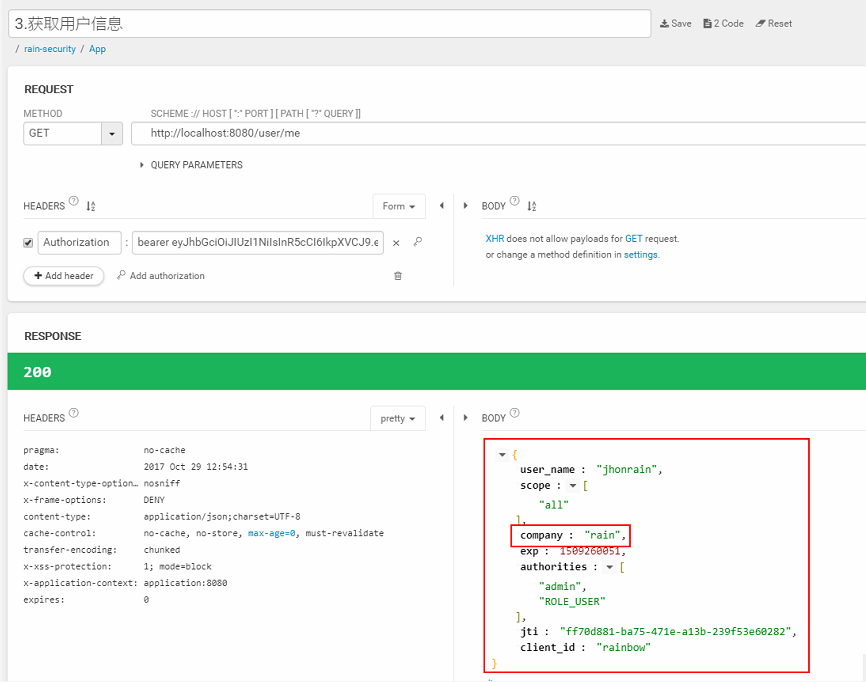 3.获取用户信息
Save 2 Code Reset
/ rain-security / App
REQUEST
METHOD SCHEME :// HOST [ ":" PORT ] [ PATH [ "?" QUERY ]]
GET http://localhost:8080/user/me
QUERY PARAMETERS
HEADERS ? Form BODY ?
Authorization : bearer eyJhbGciOiJIUzI1NiIsInR5cCI6IkpXVCJ9.e
XHR does not allow payloads for GET request.
or change a method definition in settings.
+ Add header Add authorization
RESPONSE
200
HEADERS ? pretty BODY ?
pragma: no-cache
date: 2017 Oct 29 12:54:31
x-content-type-option… nosniff
x-frame-options: DENY
content-type: application/json;charset=UTF-8
cache-control: no-cache, no-store, max-age=0, must-revalidate
transfer-encoding: chunked
x-xss-protection: 1; mode=block
x-application-context: application:8080
expires: 0
{
user_name : "jhonrain",
scope : [
"all"
],
company : "rain",
exp : 1509260051,
authorities : [
"admin",
"ROLE_USER"
],
jti : "ff70d881-ba75-471e-a13b-239f53e60282",
client_id : "rainbow"
}